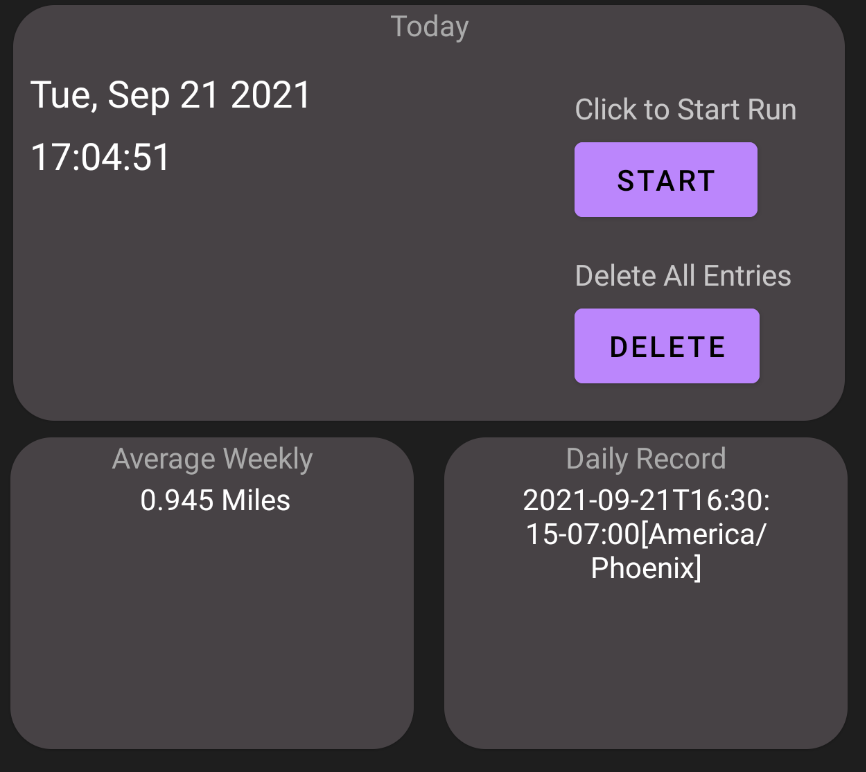 Today
Tue, Sep 21 2021
17:04:51
Click to Start Run
START
Delete All Entries
DELETE
Average Weekly
0.945 Miles
Daily Record
2021-09-21T16:30:
15-07:00[America/
Phoenix]